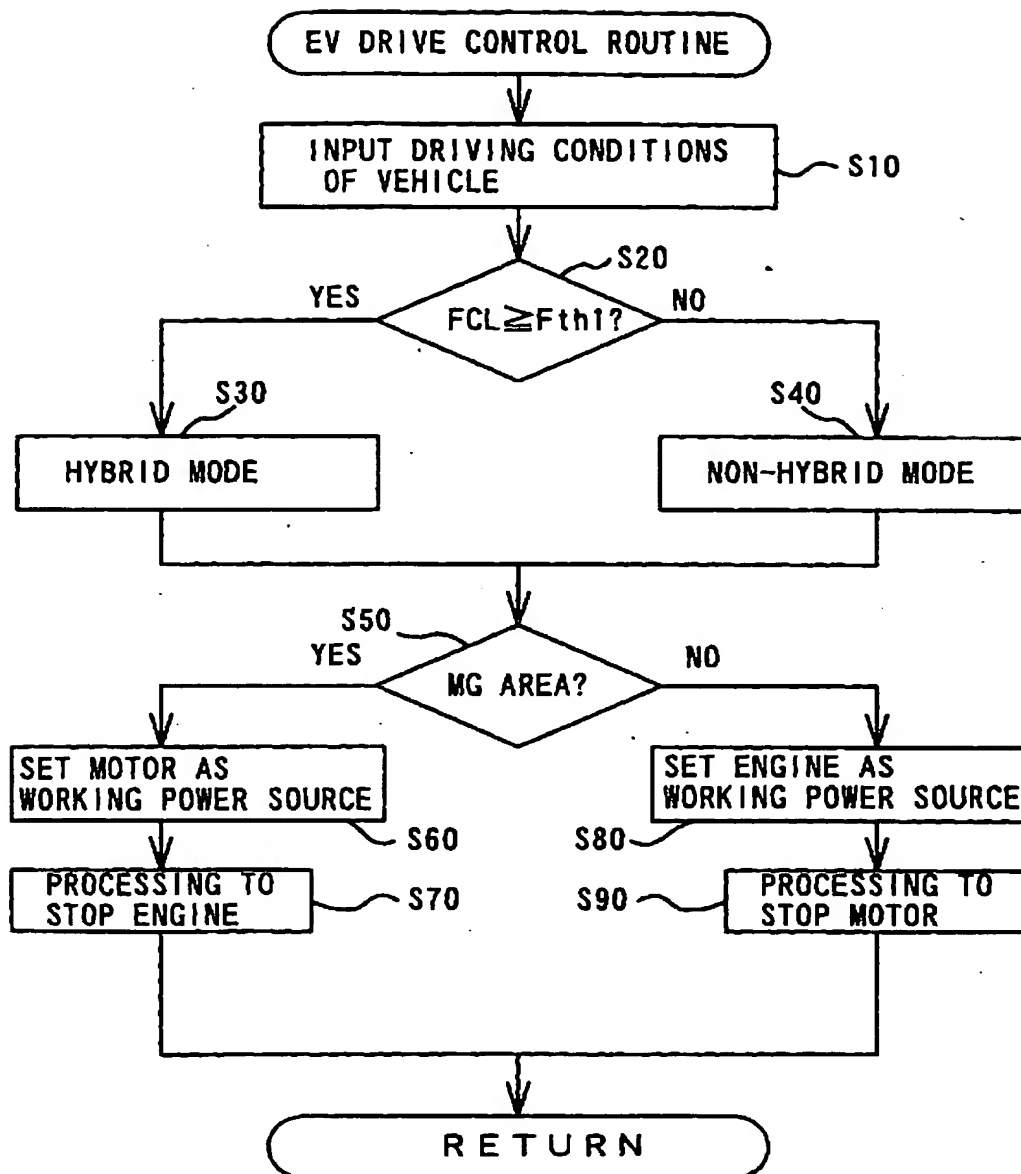 EV DRIVE CONTROL ROUTINE
INPUT DRIVING CONDITIONS
OF VEHICLE
S10
S20
YES
FCL≧Fth1?
NO
S30
S40
HYBRID MODE
NON-HYBRID MODE
S50
YES
MG AREA?
NO
SET MOTOR AS
WORKING POWER SOURCE
SET ENGINE AS
WORKING POWER SOURCE
S60
S80
PROCESSING TO
STOP ENGINE
S70
S90
PROCESSING TO
STOP MOTOR
RETURN